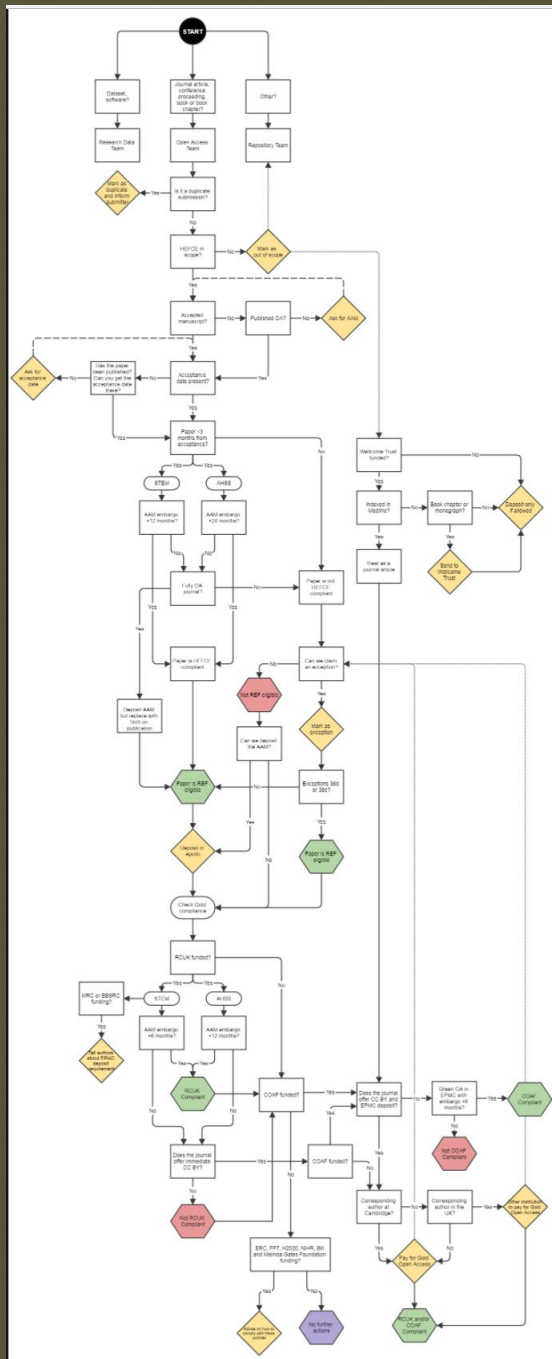 START
Dataset,
software?
Journal article,
conference
proceeding,
book or book
chapter?
Other?
Research Data
Team
Open Access
Team
Repository Team
Mark as
duplicate
and inform
submitter
Yes
Is it a duplicate
submission?
No
HEFCE in
scope?
No
Mark as
out of scope
Yes
Accepted
manuscript?
No
Published OA?
No
Ask for AAM
Yes
Yes
Ask for
acceptance
date
No
Has the paper
been published?
Can you get the
acceptance date
there?
No
Acceptance
date present?
Yes
Yes
Paper
months from
acceptance?
No
Yes
Yes
STEM
AHSS
AAM embargo
+12 months?
AAM embargo
+24 months?
No
No
Fully OA
journal?
No
Paper is not
HEFCE
compliant
Yes
Yes
Yes
Paper is HEFCE
compliant
Deposit AAM
but replace with
VoR on
publication
Wellcome Trust
funded?
No
Yes
Indexed in
Medline?
No
Book chapter or
monograph?
No
Deposit only
if allowed
Yes
Yes
Treat as a
journal article
Send to
Wellcome
Trust
Can we claim
an exception?
No
Not REF eligible
Yes
Mark as
exception
Can we deposit
the AAM?
Exceptions 38d
or
No
Yes
Paper is REF
eligible
Yes
No
Paper is REF
eligible
Deposit in
Apollo
Check Gold
compliance
RCUK funded?
No
Yes
Yes
MRC or BBSRC
funding?
STEM
AHSS
Yes
AAM embargo
+6 months?
AAM embargo
+12 months?
Tell authors
about EPMC
deposit
requirement
Yes
Yes
No
No
RCUK
Compliant
COAF funded?
Yes
Does the journal
offer CC BY and
EPMC deposit?
No
Green OA in
EPMC with
embargo +6
months?
Yes
COAF
Compliant
No
Not COAF
Compliant
Does the journal
offer immediate
CC BY?
Yes
COAF funded?
Yes
No
No
Not RCUK
Compliant
No
Yes
Corresponding
author at
Cambridge?
No
Corresponding
author in the
UK?
Yes
Other institution
to pay for Gold
Open Access
Yes
No
Pay for Gold
Open Access
ERC, FP7, H2020, NIHR, Bill
and Melinda Gates Foundation
funding?
Yes
No
Advise on how to
comply with these
policies
No further
actions
RCUK and/or
COAF
Compliant